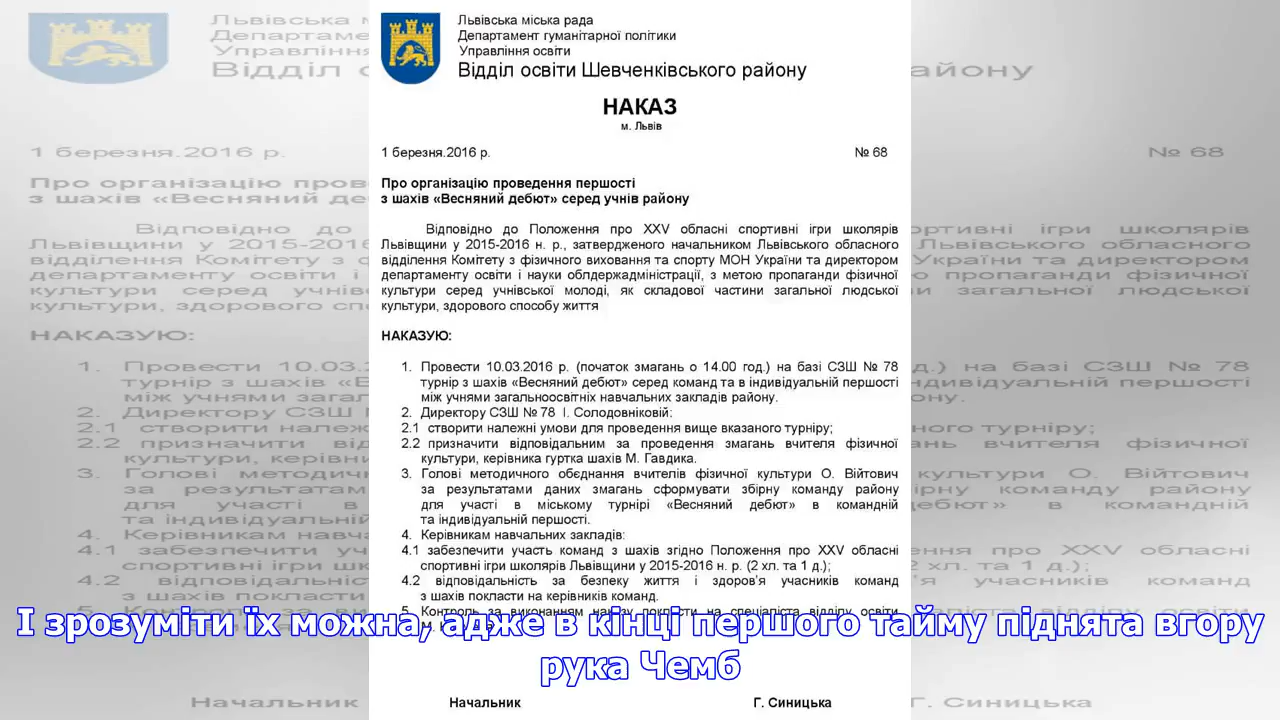 Львівська міська рада
Департамент гуманітарної політики
Управління освіти
Відділ освіти Шевченківського району
НАКАЗ
м. Львів
1 березня.2016 р. № 68
Про організацію проведення першості
з шахів «Весняний дебют» серед учнів району
Відповідно до Положення про XXV обласні спортивні ігри школярів
Львівщини у 2015-2016 н. р., затвердженого начальником Львівського обласного
відділення Комітету з фізичного виховання та спорту МОН України та директором
департаменту освіти і науки облдержадміністрації, з метою пропаганди фізичної
культури серед учнівської молоді, як складової частини загальної людської
культури, здорового способу життя
НАКАЗУЮ:
1. Провести 10.03.2016 р. (початок змагань о 14.00 год.) на базі СЗШ № 78
турнір з шахів «Весняний дебют» серед команд та в індивідуальній першості
між учнями загальноосвітніх навчальних закладів району.
2. Директору СЗШ № 78 І. Солодовніковій:
2.1 створити належні умови для проведення вище вказаного турніру;
2.2 призначити відповідальним за проведення змагань вчителя фізичної
культури, керівника гуртка шахів М. Гавдика.
3. Голові методичного обєднання вчителів фізичної культури О. Війтович
за результатами даних змагань сформувати збірну команду району
для участі в міському турнірі «Весняний дебют» в командній
та індивідуальній першості.
4. Керівникам навчальних закладів:
4.1 забезпечити участь команд з шахів згідно Положення про XXV обласні
спортивні ігри школярів Львівщини у 2015-2016 н. р. (2 хл. та 1 д.);
4.2 відповідальність за безпеку життя і здоров'я учасників команд
з шахів покласти на керівників команд.
5. Контроль за виконанням наказу покласти на спеціаліста відділу освіти
І зрозуміти їх можна, адже в кінці першого тайму піднята вгору
рука Чемб
Начальник Г. Синицька